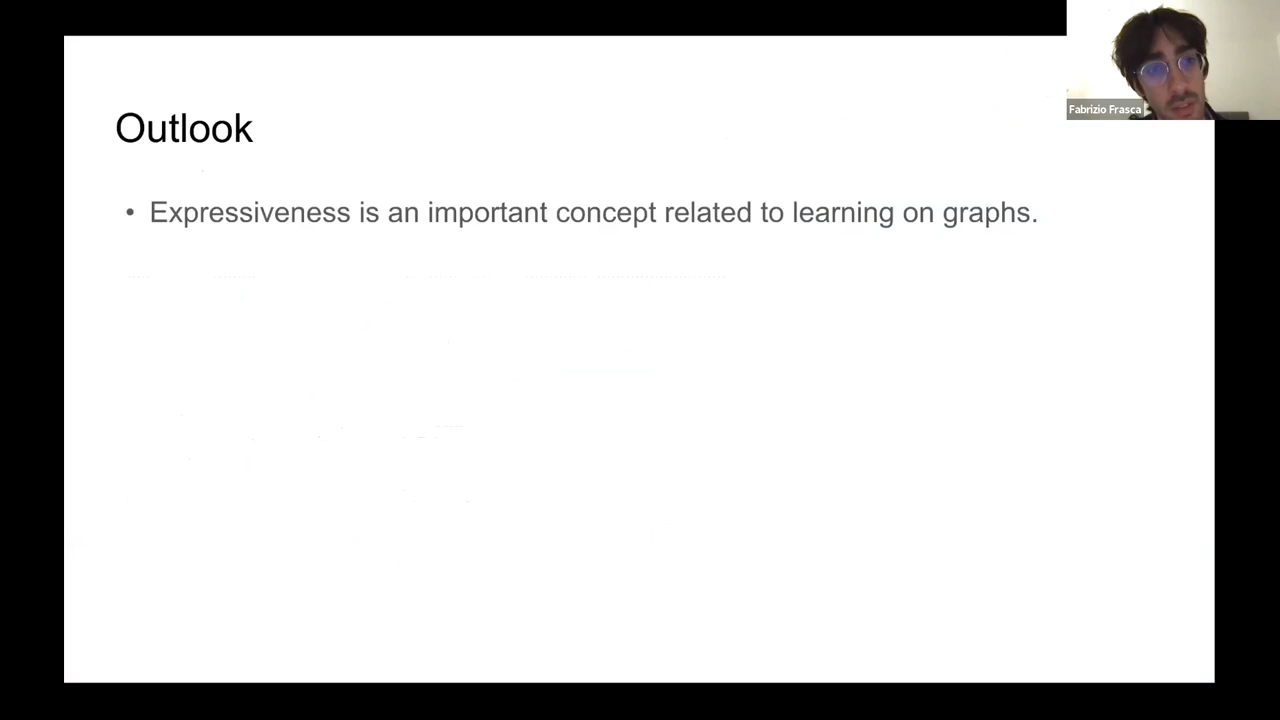 Outlook
• Expressiveness is an important concept related to learning on graphs.
Fabrizio Frasca